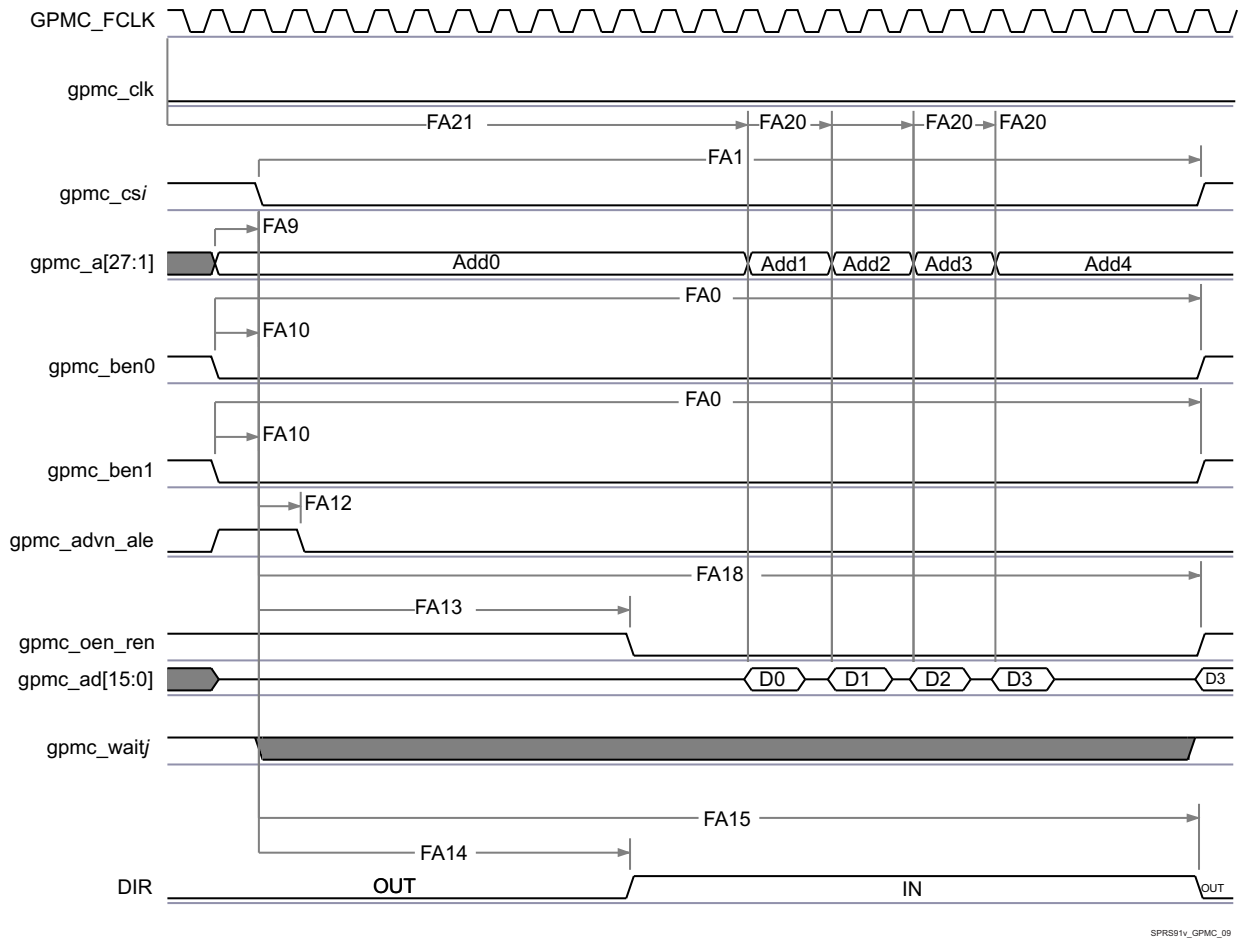 GPMC_FCLK
gpmc_clk
FA21 FA20 FA20 FA20
FA1
gpmc_csi
FA9
gpmc_a[27:1] Add0 Add1 Add2 Add3 Add4
FA0
FA10
gpmc_ben0
FA0
FA10
gpmc_ben1
FA12
gpmc_advn_ale
FA18
FA13
gpmc_oen_ren
gpmc_ad[15:0] D0 D1 D2 D3 D3
gpmc_waitj
FA15
FA14
DIR OUT IN OUT
SPRS91v_GPMC_09